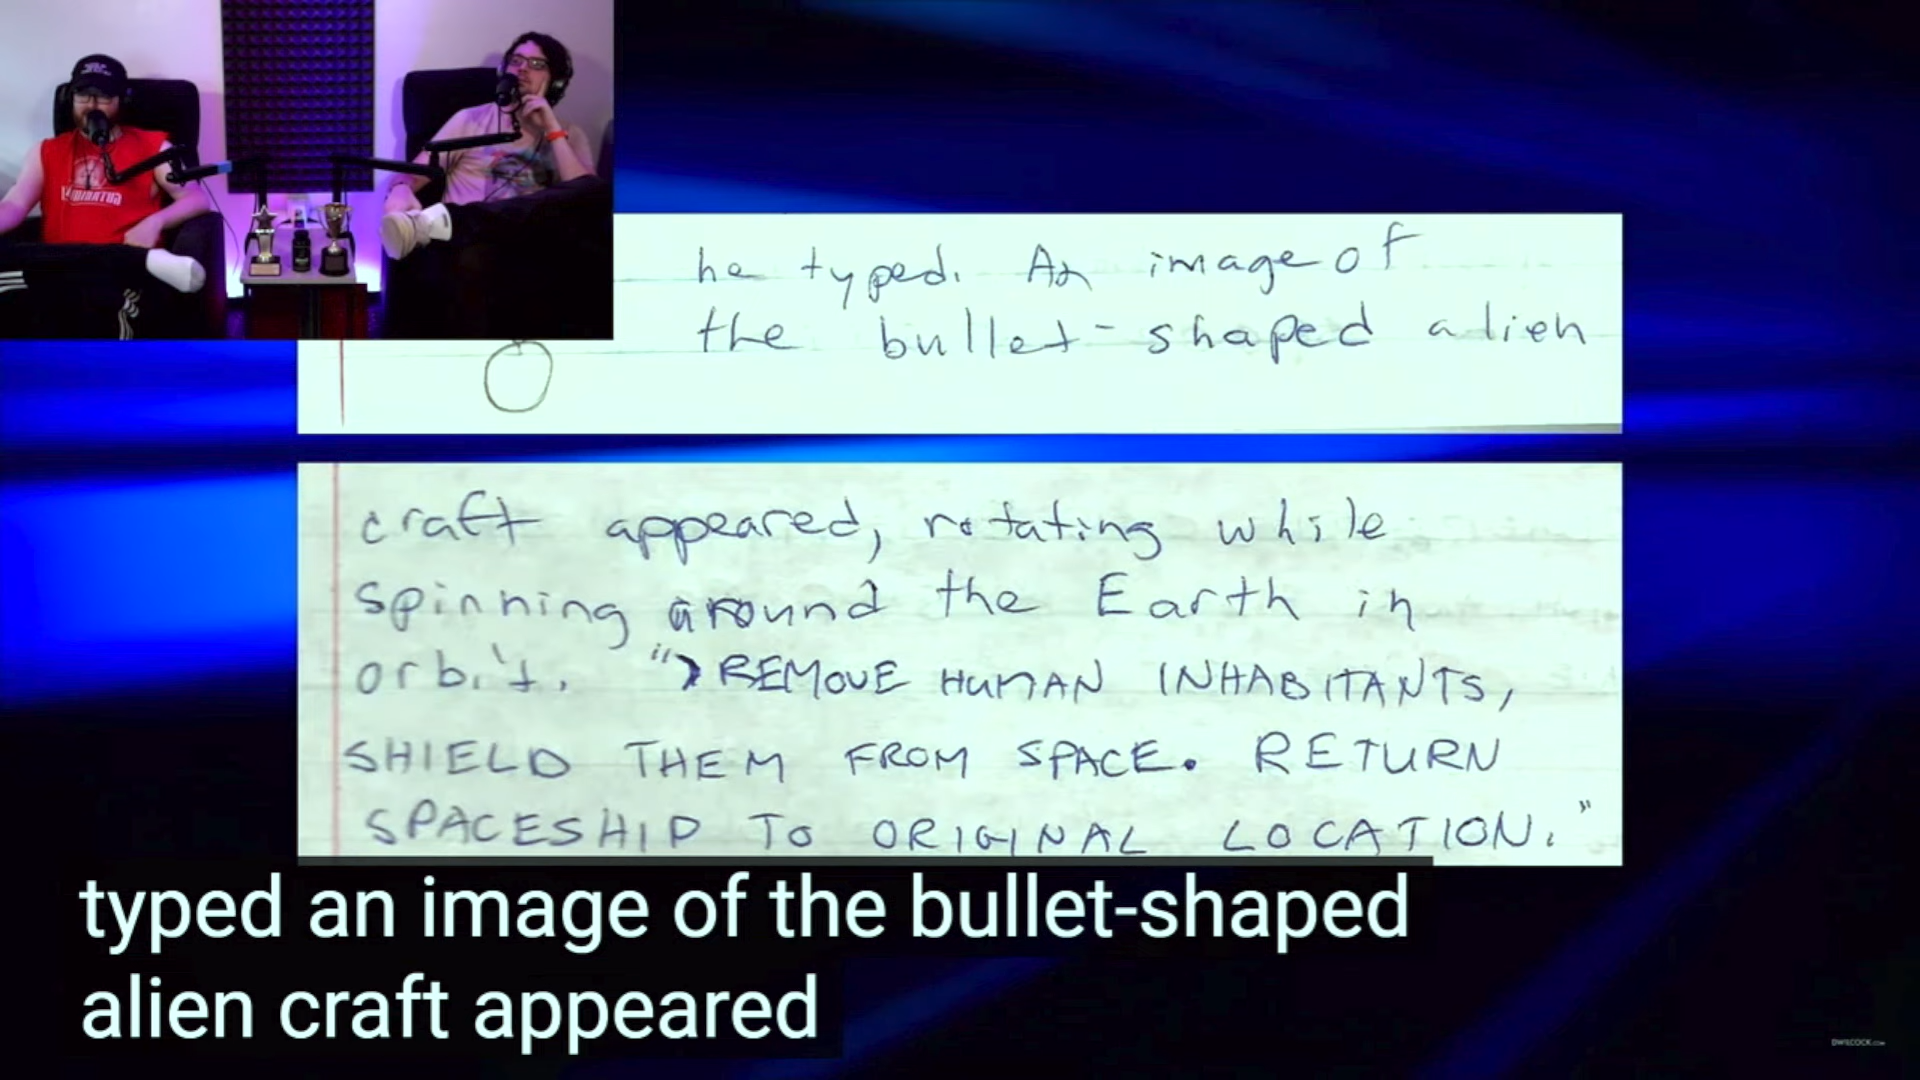 he typed. An image of
the bullet-shaped alien
craft appeared, rotating while
spinning around the Earth in
orbit. "REMOVE HUMAN INHABITANTS,
SHIELD THEM FROM SPACE. RETURN
SPACESHIP TO ORIGINAL LOCATION."
typed an image of the bullet-shaped
alien craft appeared
DWILCOCK.COM